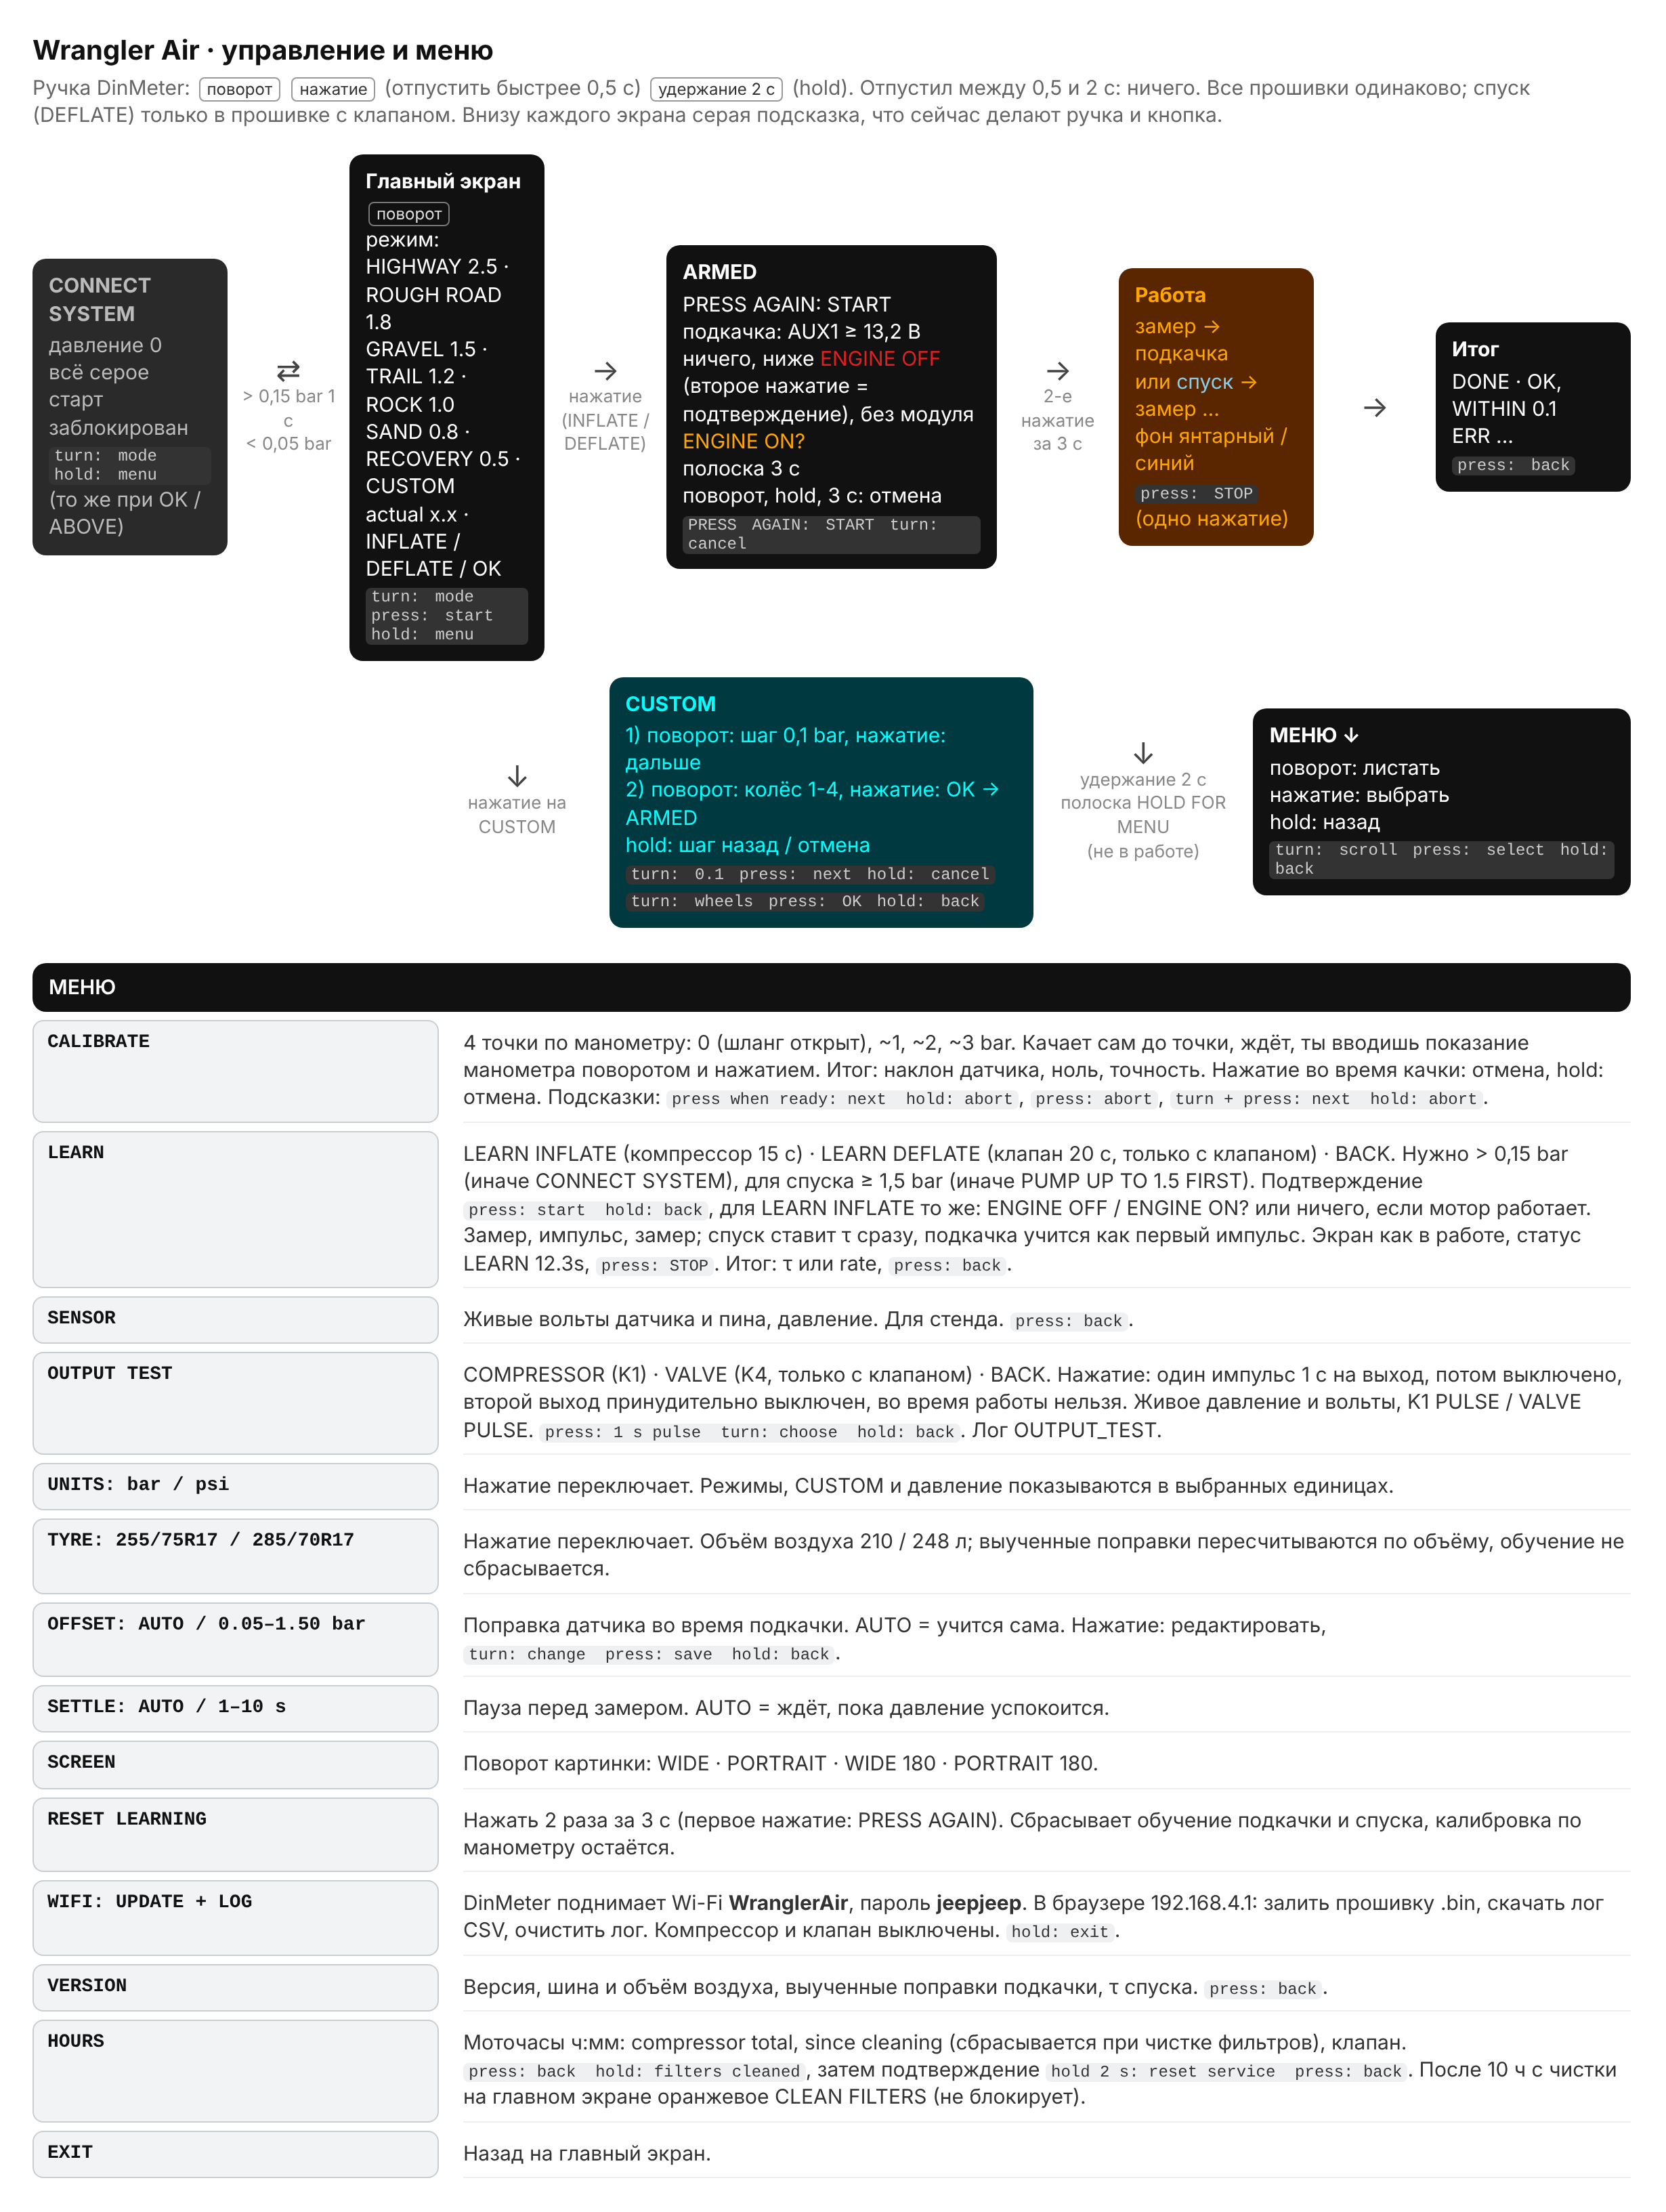 Wrangler Air · управление и меню
Ручка DinMeter: поворот нажатие (отпустить быстрее 0,5 с) удержание 2 с (hold). Отпустил между 0,5 и 2 с: ничего. Все прошивки одинаково; спуск
(DEFLATE) только в прошивке с клапаном. Внизу каждого экрана серая подсказка, что сейчас делают ручка и кнопка.
CONNECT
SYSTEM
давление 0
всё серое
старт
заблокирован
turn: mode
hold: menu
(то же при OK /
ABOVE)
⇄
> 0,15 bar 1
с
< 0,05 bar
Главный экран
поворот
режим:
HIGHWAY 2.5 ·
ROUGH ROAD
1.8
GRAVEL 1.5 ·
TRAIL 1.2 ·
ROCK 1.0
SAND 0.8 ·
RECOVERY 0.5 ·
CUSTOM
actual x.x ·
INFLATE /
DEFLATE / OK
turn: mode
press: start
hold: menu
→
нажатие
(INFLATE /
DEFLATE)
ARMED
PRESS AGAIN: START
подкачка: AUX1 ≥ 13,2 В
ничего, ниже ENGINE OFF
(второе нажатие =
подтверждение), без модуля
ENGINE ON?
полоска 3 с
поворот, hold, 3 с: отмена
PRESS AGAIN: START turn:
cancel
→
2-е
нажатие
за 3 с
Работа
замер →
подкачка
или спуск →
замер ...
фон янтарный /
синий
press: STOP
(одно нажатие)
→
Итог
DONE · OK,
WITHIN 0.1
ERR ...
press: back
↓
нажатие на
CUSTOM
CUSTOM
1) поворот: шаг 0,1 bar, нажатие:
дальше
2) поворот: колёс 1-4, нажатие: OK →
ARMED
hold: шаг назад / отмена
turn: 0.1 press: next hold: cancel
turn: wheels press: OK hold: back
↓
удержание 2 с
полоска HOLD FOR
MENU
(не в работе)
МЕНЮ ↓
поворот: листать
нажатие: выбрать
hold: назад
turn: scroll press: select hold:
back
МЕНЮ
CALIBRATE
4 точки по манометру: 0 (шланг открыт), ~1, ~2, ~3 bar. Качает сам до точки, ждёт, ты вводишь показание
манометра поворотом и нажатием. Итог: наклон датчика, ноль, точность. Нажатие во время качки: отмена, hold:
отмена. Подсказки: press when ready: next hold: abort, press: abort, turn + press: next hold: abort.
LEARN
LEARN INFLATE (компрессор 15 с) · LEARN DEFLATE (клапан 20 с, только с клапаном) · BACK. Нужно > 0,15 bar
(иначе CONNECT SYSTEM), для спуска ≥ 1,5 bar (иначе PUMP UP TO 1.5 FIRST). Подтверждение
press: start hold: back, для LEARN INFLATE то же: ENGINE OFF / ENGINE ON? или ничего, если мотор работает.
Замер, импульс, замер; спуск ставит τ сразу, подкачка учится как первый импульс. Экран как в работе, статус
LEARN 12.3s, press: STOP. Итог: τ или rate, press: back.
SENSOR
Живые вольты датчика и пина, давление. Для стенда. press: back.
OUTPUT TEST
COMPRESSOR (K1) · VALVE (K4, только с клапаном) · BACK. Нажатие: один импульс 1 с на выход, потом выключено,
второй выход принудительно выключен, во время работы нельзя. Живое давление и вольты, K1 PULSE / VALVE
PULSE. press: 1 s pulse turn: choose hold: back. Лог OUTPUT_TEST.
UNITS: bar / psi
Нажатие переключает. Режимы, CUSTOM и давление показываются в выбранных единицах.
TYRE: 255/75R17 / 285/70R17
Нажатие переключает. Объём воздуха 210 / 248 л; выученные поправки пересчитываются по объёму, обучение не
сбрасывается.
OFFSET: AUTO / 0.05–1.50 bar
Поправка датчика во время подкачки. AUTO = учится сама. Нажатие: редактировать,
turn: change press: save hold: back.
SETTLE: AUTO / 1–10 s
Пауза перед замером. AUTO = ждёт, пока давление успокоится.
SCREEN
Поворот картинки: WIDE · PORTRAIT · WIDE 180 · PORTRAIT 180.
RESET LEARNING
Нажать 2 раза за 3 с (первое нажатие: PRESS AGAIN). Сбрасывает обучение подкачки и спуска, калибровка по
манометру остаётся.
WIFI: UPDATE + LOG
DinMeter поднимает Wi-Fi WranglerAir, пароль jeepjeep. В браузере 192.168.4.1: залить прошивку .bin, скачать лог
CSV, очистить лог. Компрессор и клапан выключены. hold: exit.
VERSION
Версия, шина и объём воздуха, выученные поправки подкачки, τ спуска. press: back.
HOURS
Моточасы ч:мм: compressor total, since cleaning (сбрасывается при чистке фильтров), клапан.
press: back hold: filters cleaned, затем подтверждение hold 2 s: reset service press: back. После 10 ч с чистки
на главном экране оранжевое CLEAN FILTERS (не блокирует).
EXIT
Назад на главный экран.